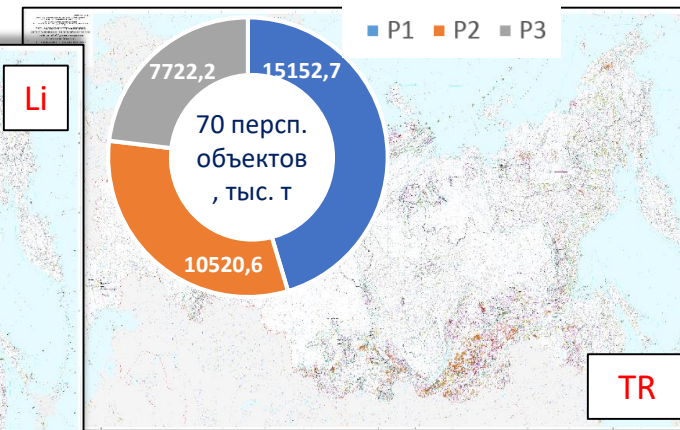 P1 P2 P3
7722,2
15152,7
Li
70 персп.
объектов
, тыс. т
10520,6
TR